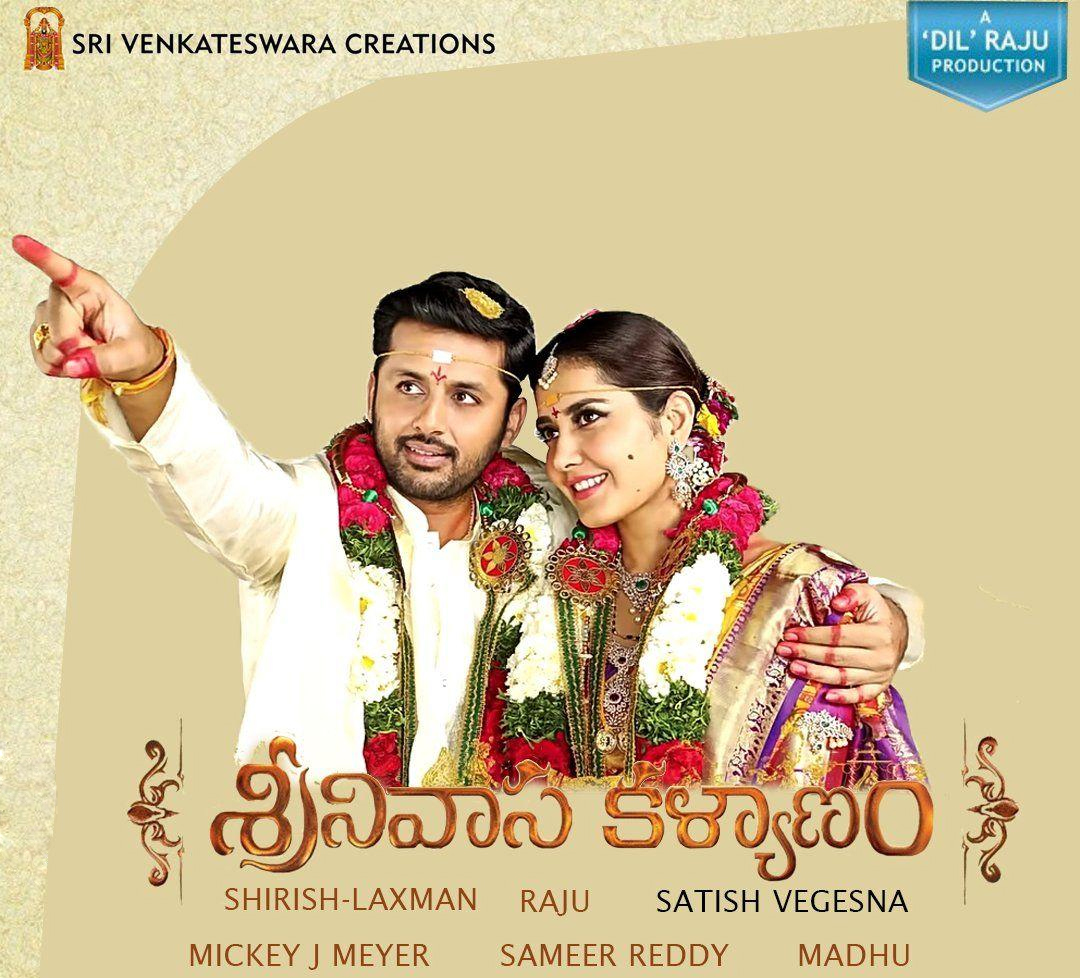 SRI VENKATESWARA CREATIONS
A
‘DIL’ RAJU
PRODUCTION
శ్రీనివాస కళ్యాణం
SHIRISH-LAXMAN RAJU SATISH VEGESNA
MICKEY J MEYER SAMEER REDDY MADHU